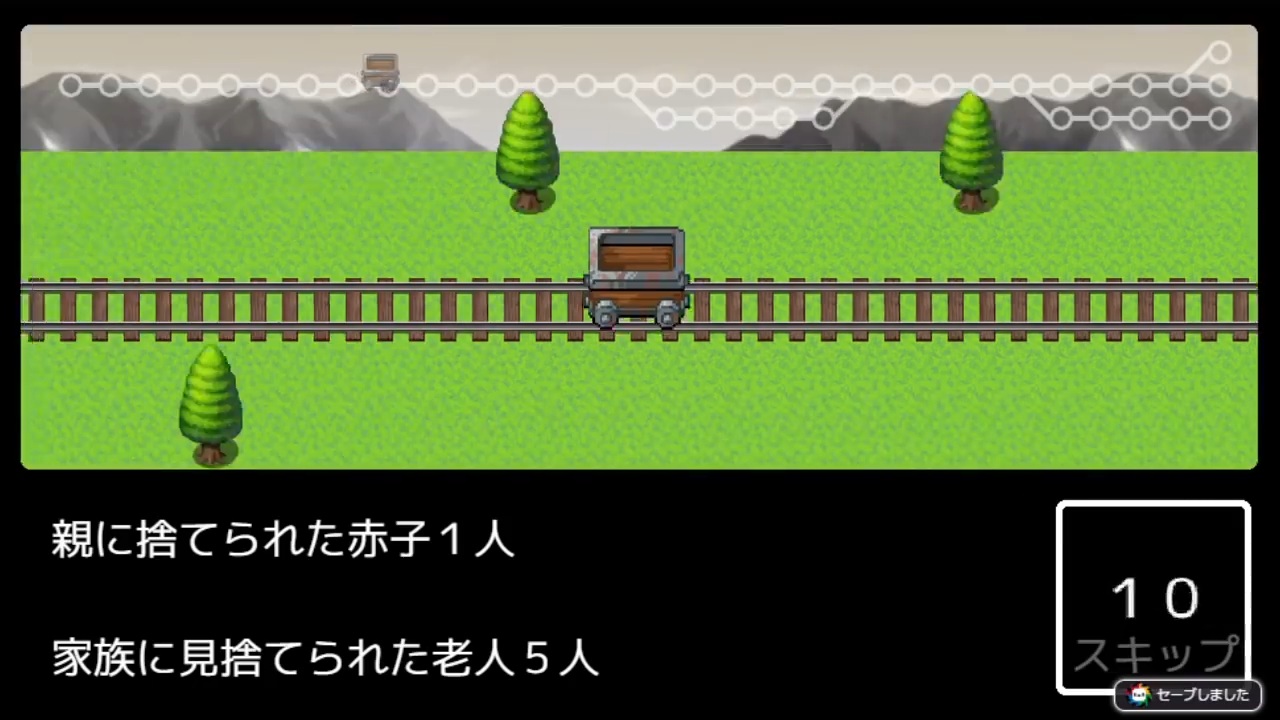 親に捨てられた赤子１人
家族に見捨てられた老人５人
１０
スキップ
セーブしました